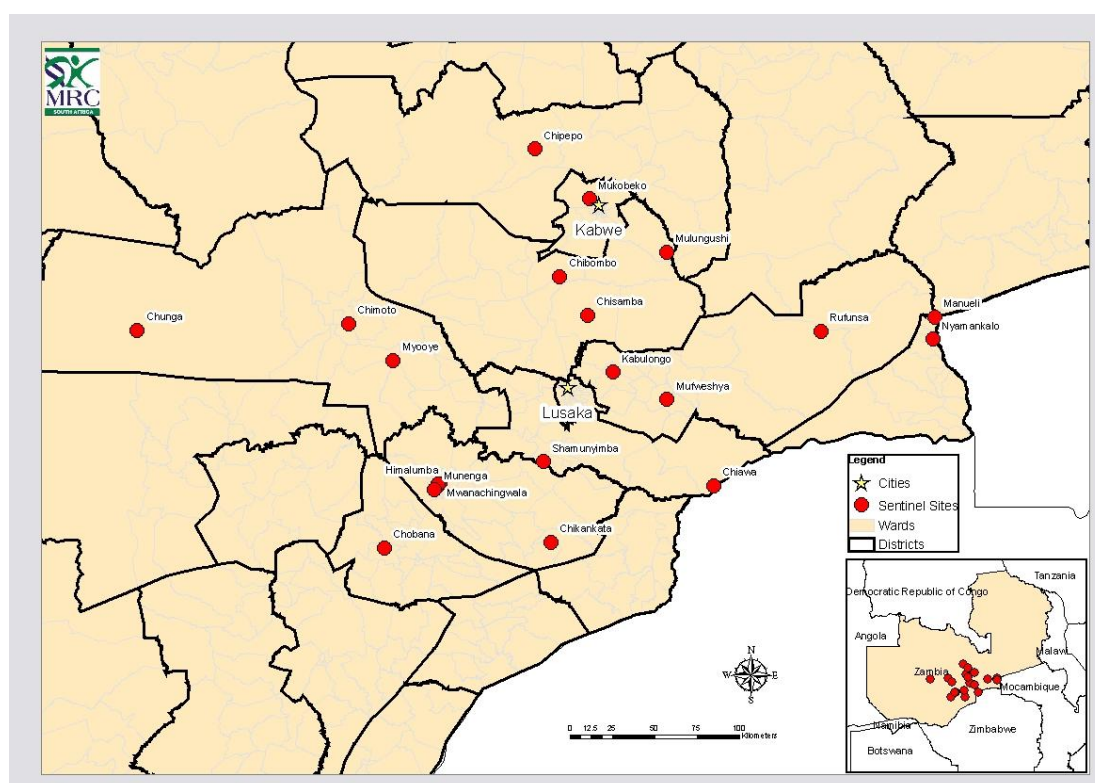 MRC
SOUTH AFRICA
Chipepo
Mukobeko
Kabwe
Mulungushi
Chibombo
Chisamba
Chunga
Chimoto
Myooye
Rufunsa
Manueli
Nyamankalo
Kabulongo
Mufweshya
Lusaka
Shamunyimba
Himalumba
Munenga
Mwanachingwala
Chiawa
Chobana
Chikankata
Legend
Cities
Sentinel Sites
Wards
Districts
Tanzania
Democratic Republic of Congo
Angola
Malawi
Zambia
Mocambique
Namibia
Zimbabwe
Botswana
N
W
E
S
0 12.5 25 50 75 100
Kilometers